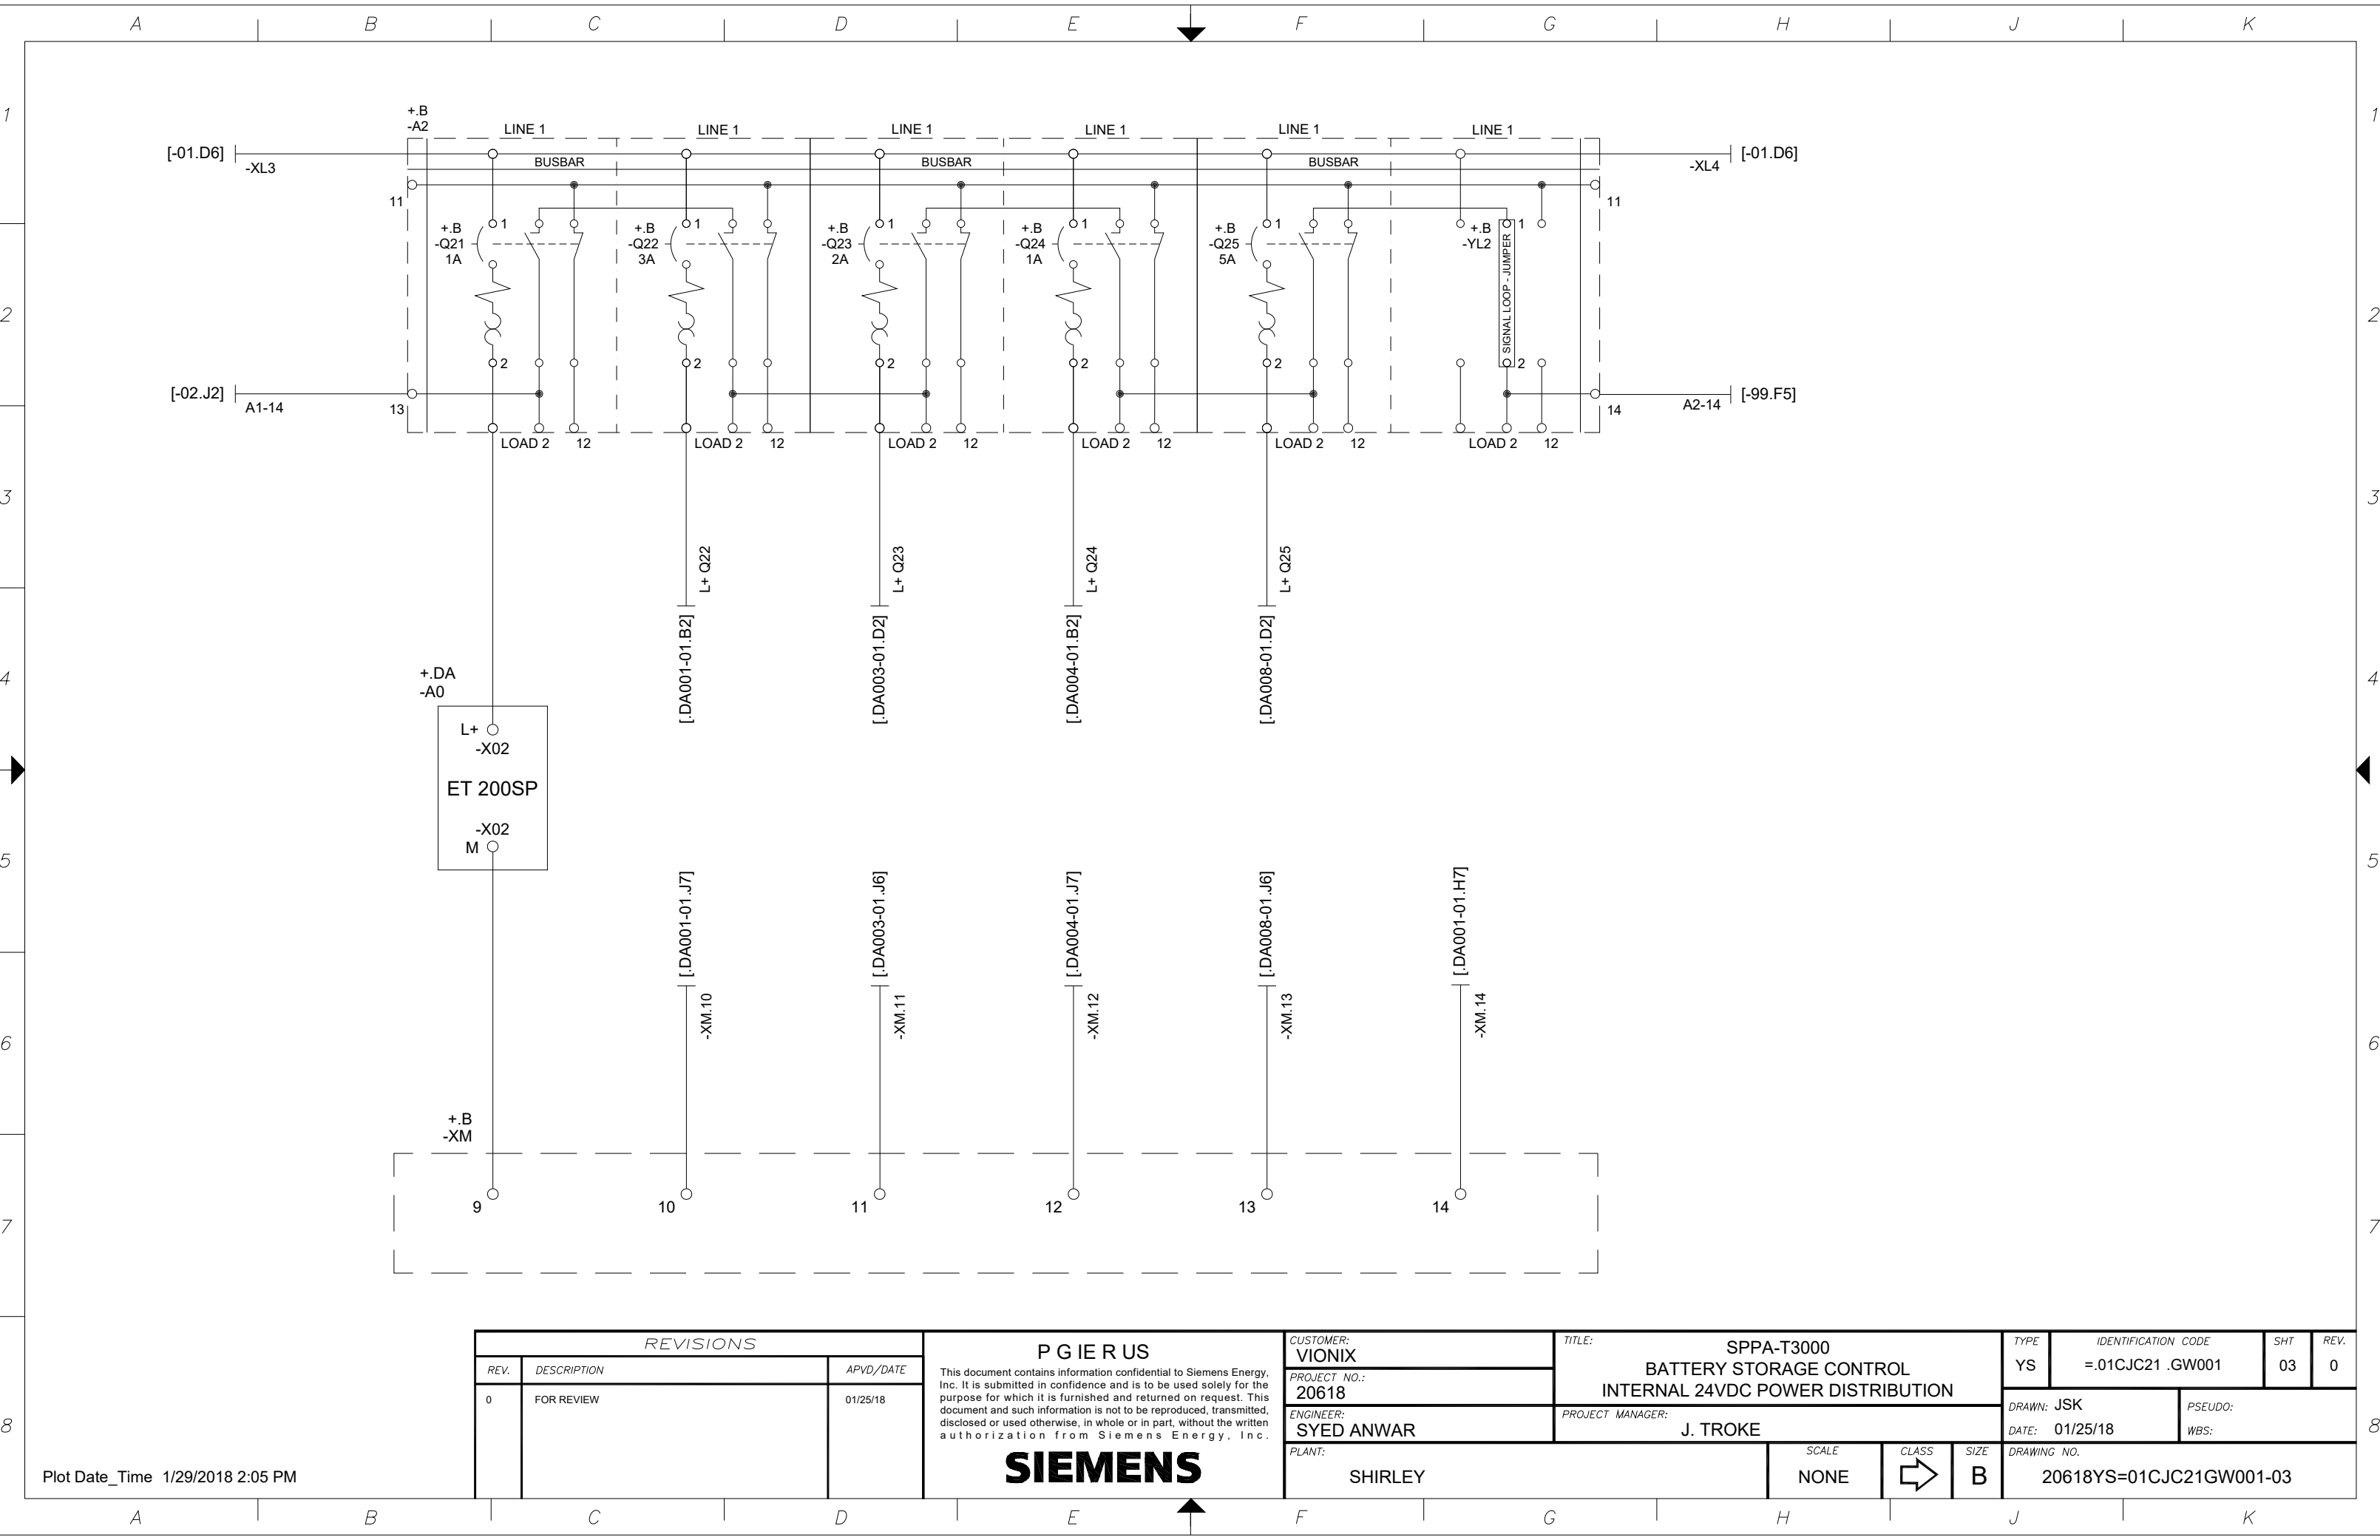 A B C D E F G H J K
1 1
+.B
-A2
LINE 1 LINE 1 LINE 1 LINE 1 LINE 1 LINE 1
[-01.D6] -XL3 BUSBAR BUSBAR BUSBAR -XL4 [-01.D6]
11 11
+.B 1 +.B 1 +.B 1 +.B 1 +.B 1 +.B 1
-Q21 -Q22 -Q23 -Q24 -Q25 -YL2
1A 3A 2A 1A 5A
SIGNAL LOOP - JUMPER
2 2
2 2 2 2 2 2
[-02.J2] A1-14 13 14 A2-14 [-99.F5]
LOAD 2 12 LOAD 2 12 LOAD 2 12 LOAD 2 12 LOAD 2 12 LOAD 2 12
3 3
L+ Q22 L+ Q23 L+ Q24 L+ Q25
[.DA001-01.B2] [.DA003-01.D2] [.DA004-01.B2] [.DA008-01.D2]
4 4
+.DA
-A0
L+
-X02
ET 200SP
-X02
M
5 5
[.DA001-01.J7] [.DA003-01.J6] [.DA004-01.J7] [.DA008-01.J6] [.DA001-01.H7]
-XM.10 -XM.11 -XM.12 -XM.13 -XM.14
6 6
+.B
-XM
9 10 11 12 13 14
7 7
REVISIONS
REV. DESCRIPTION APVD/DATE
0 FOR REVIEW 01/25/18
P G IE R US
This document contains information confidential to Siemens Energy,
Inc. It is submitted in confidence and is to be used solely for the
purpose for which it is furnished and returned on request. This
document and such information is not to be reproduced, transmitted,
disclosed or used otherwise, in whole or in part, without the written
authorization from Siemens Energy, Inc.
SIEMENS
CUSTOMER:
VIONIX
PROJECT NO.:
20618
ENGINEER:
SYED ANWAR
PLANT:
SHIRLEY
TITLE:
SPPA-T3000
BATTERY STORAGE CONTROL
INTERNAL 24VDC POWER DISTRIBUTION
PROJECT MANAGER:
J. TROKE
SCALE
NONE
CLASS
SIZE
B
TYPE
YS
IDENTIFICATION CODE
=.01CJC21 .GW001
SHT
03
REV.
0
DRAWN: JSK
DATE: 01/25/18
PSEUDO:
WBS:
DRAWING NO.
20618YS=01CJC21GW001-03
8 8
Plot Date_Time 1/29/2018 2:05 PM
A B C D E F G H J K